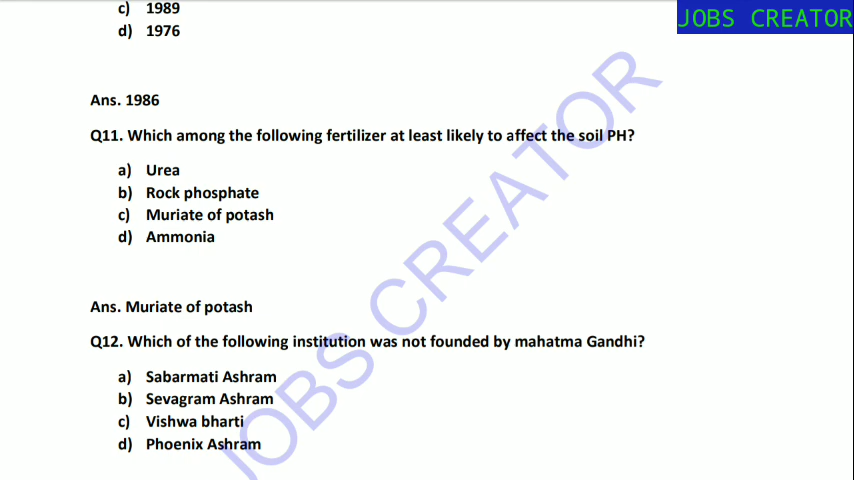 c) 1989
JOBS CREATOR
d) 1976
Ans. 1986
Q11. Which among the following fertilizer at least likely to affect the soil PH?
a) Urea
b) Rock phosphate
c) Muriate of potash
d) Ammonia
Ans. Muriate of potash
Q12. Which of the following institution was not founded by mahatma Gandhi?
a) Sabarmati Ashram
b) Sevagram Ashram
c) Vishwa bharti
d) Phoenix Ashram
JOBS CREATOR